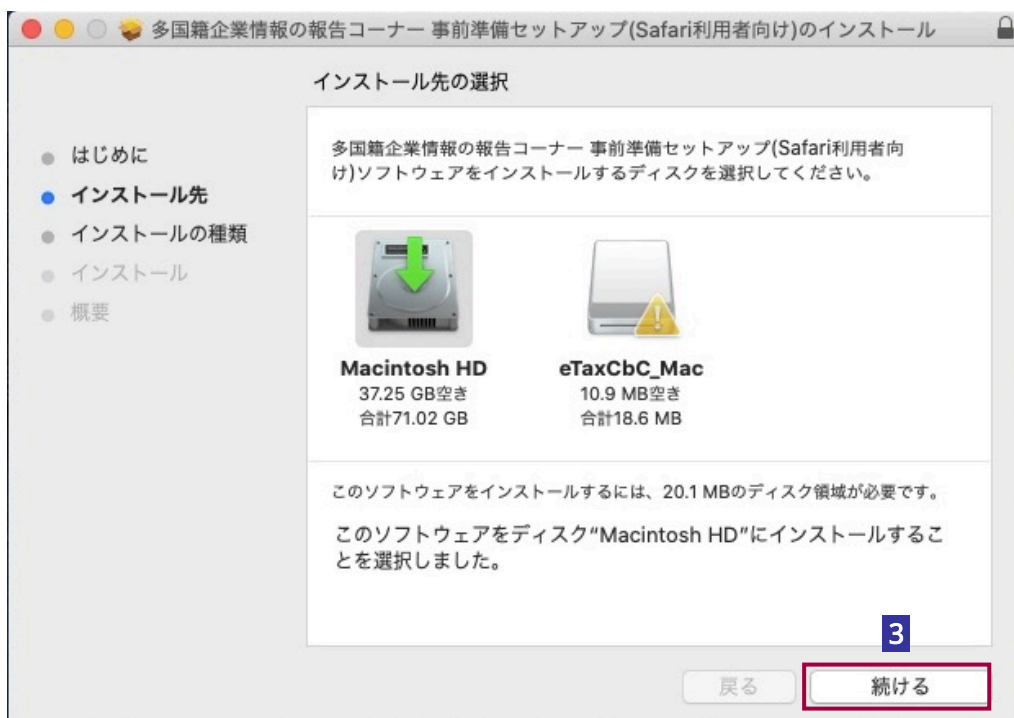 多国籍企業情報の報告コーナー 事前準備セットアップ(Safari利用者向け)のインストール
インストール先の選択
はじめに
インストール先
インストールの種類
インストール
概要
多国籍企業情報の報告コーナー 事前準備セットアップ(Safari利用者向
け)ソフトウェアをインストールするディスクを選択してください。
Macintosh HD
37.25 GB空き
合計71.02 GB
eTaxCbC_Mac
10.9 MB空き
合計18.6 MB
このソフトウェアをインストールするには、20.1 MBのディスク領域が必要です。
このソフトウェアをディスク“Macintosh HD”にインストールするこ
とを選択しました。
3
戻る
続ける